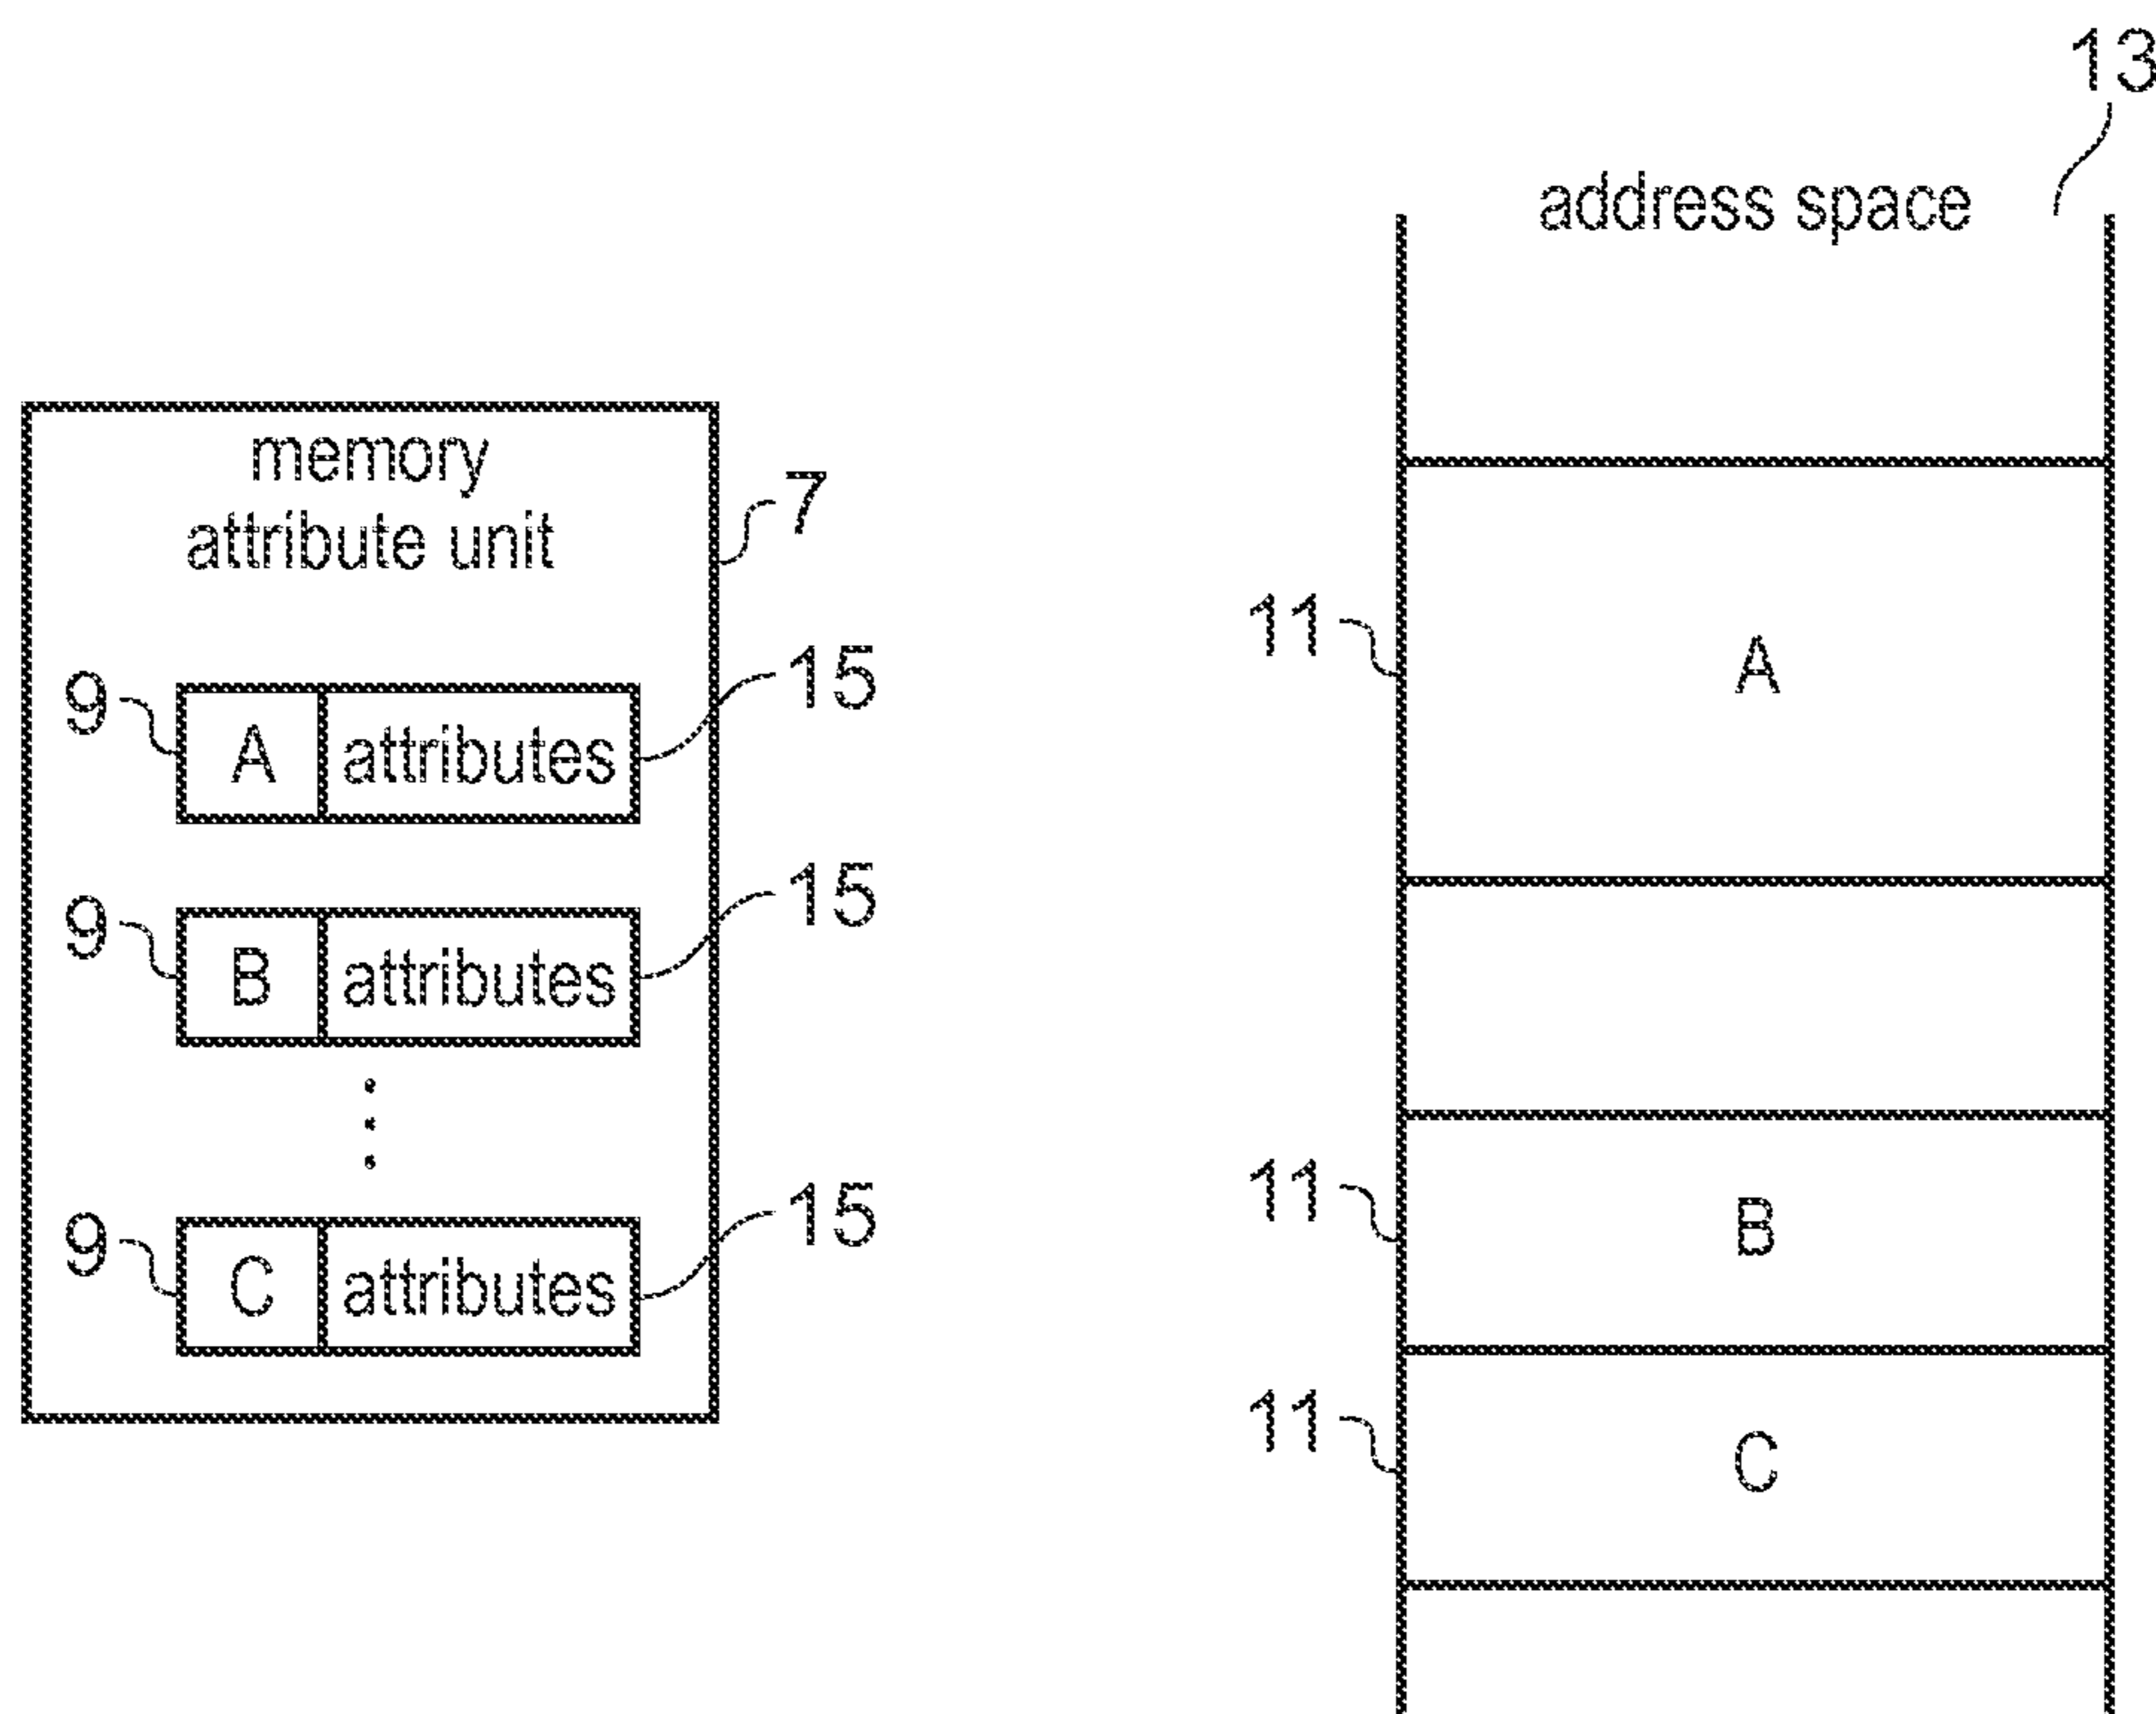 13
address space
memory
attribute unit
7
11
A
9
A attributes
15
9
B attributes
15
11
B
9
C attributes
15
11
C